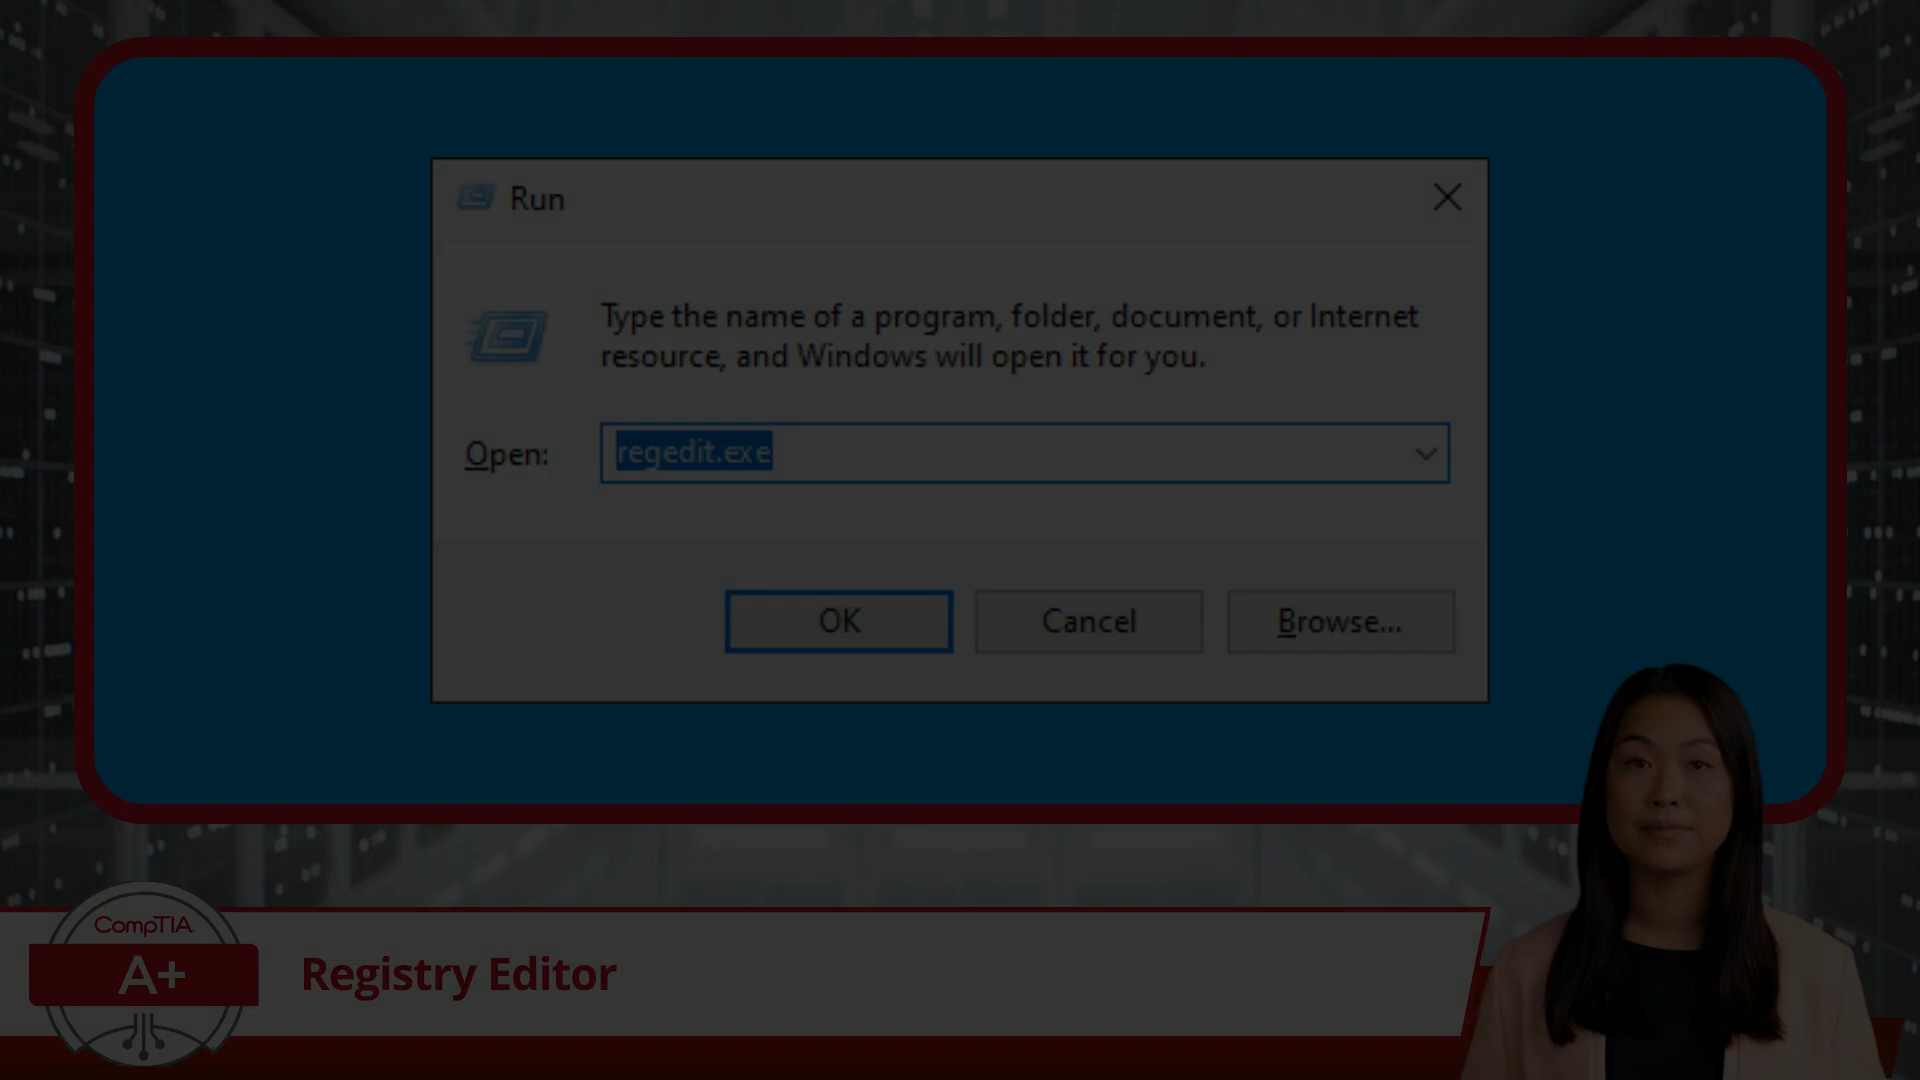 Run
Type the name of a program, folder, document, or Internet
resource, and Windows will open it for you.
Open:
regedit.exe
OK
Cancel
Browse...
CompTIA.
A+
Registry Editor